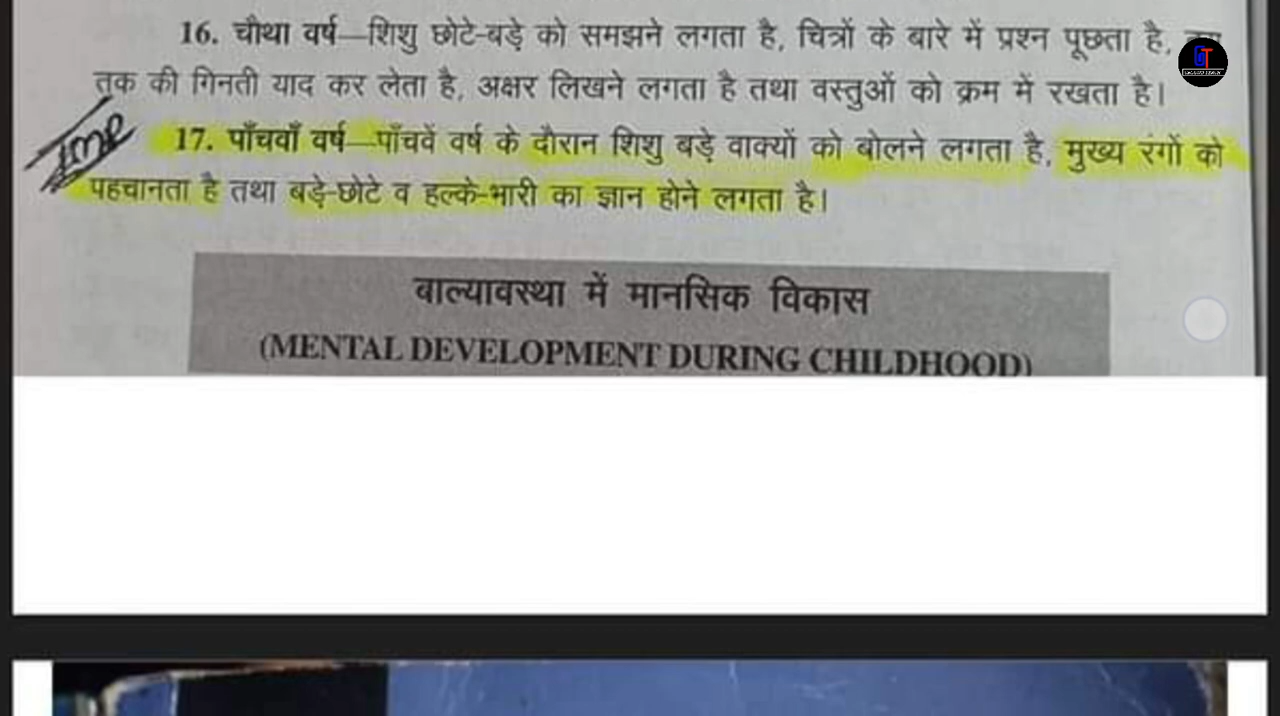 16. चौथा वर्ष—शिशु छोटे-बड़े को समझने लगता है, चित्रों के बारे में प्रश्न पूछता है,
तक की गिनती याद कर लेता है, अक्षर लिखने लगता है तथा वस्तुओं को क्रम में रखता है।
Imp
17. पाँचवाँ वर्ष—पाँचवें वर्ष के दौरान शिशु बड़े वाक्यों को बोलने लगता है, मुख्य रंगों को
पहचानता है तथा बड़े-छोटे व हल्के-भारी का ज्ञान होने लगता है।
बाल्यावस्था में मानसिक विकास
(MENTAL DEVELOPMENT DURING CHILDHOOD)
GT